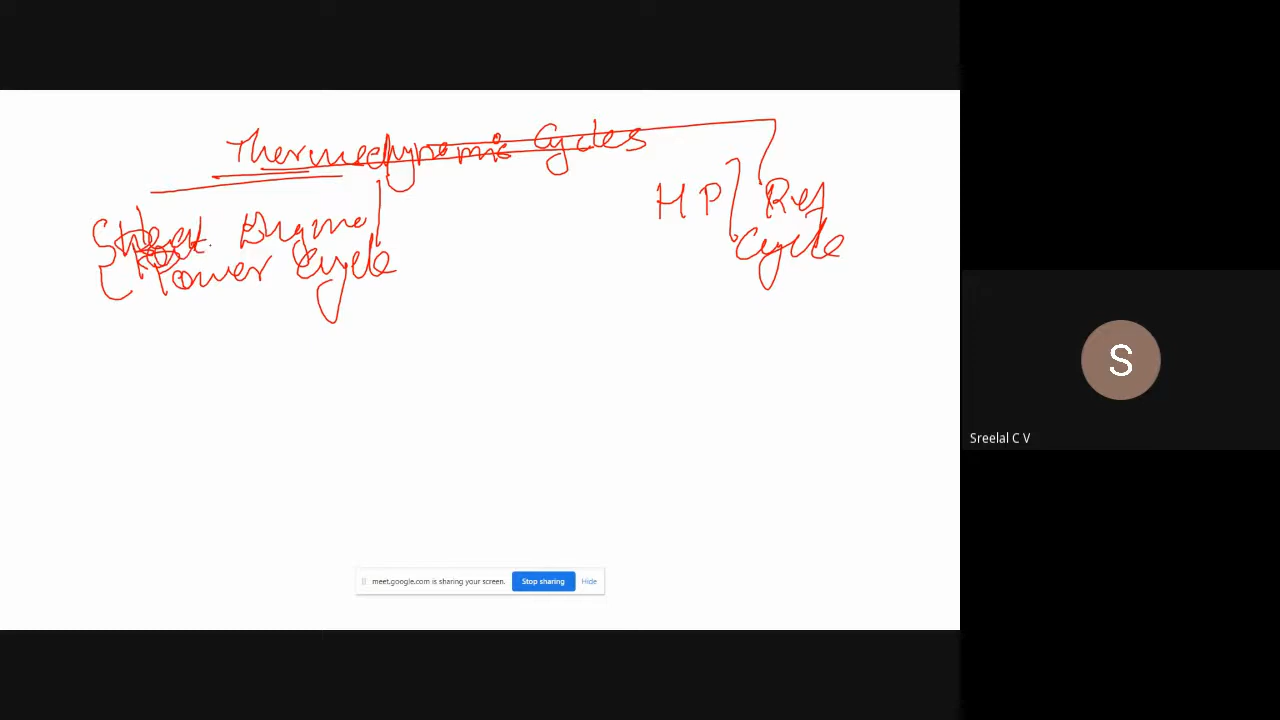 Thermodynamic Cycles
HP Ref
Cycle
Heat Engine
Power Cycle
meet.google.com is sharing your screen. Stop sharing Hide
S
Sreelal C V